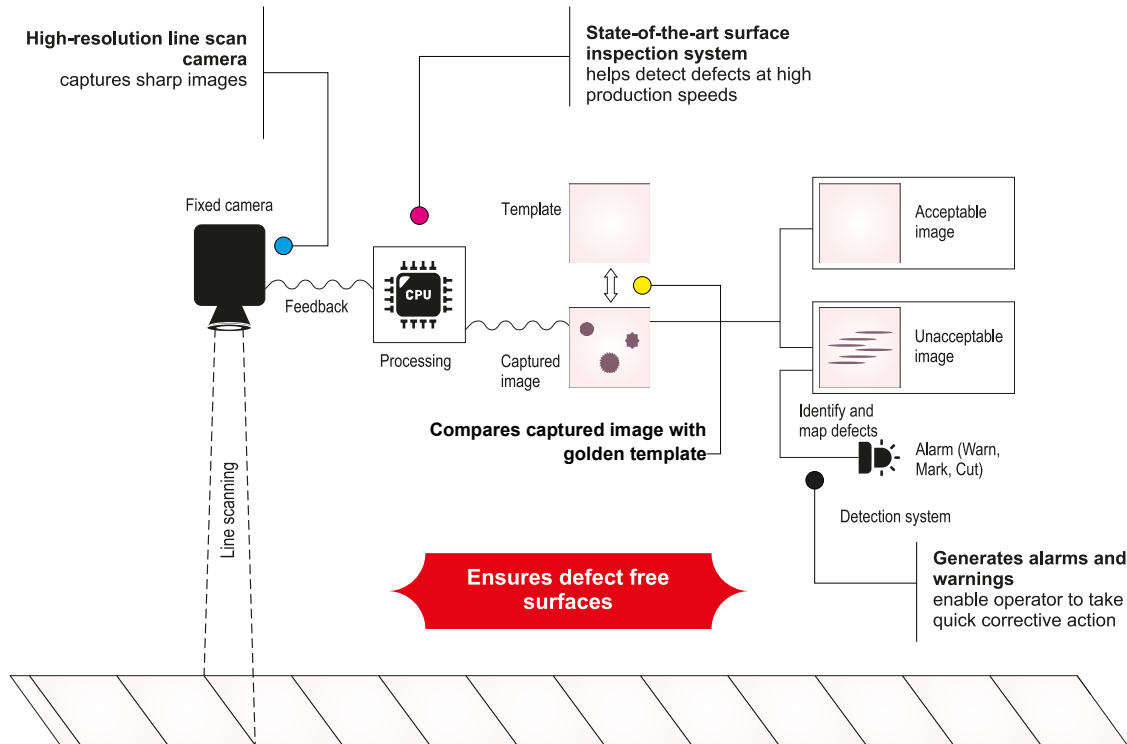 High-resolution line scan
camera
captures sharp images
State-of-the-art surface
inspection system
helps detect defects at high
production speeds
Fixed camera
Template
Acceptable
image
Feedback
CPU
Processing
Captured
image
Unacceptable
image
Compares captured image with
golden template
Identify and
map defects
Alarm (Warn,
Mark, Cut)
Line scanning
Detection system
Ensures defect free
surfaces
Generates alarms and
warnings
enable operator to take
quick corrective action